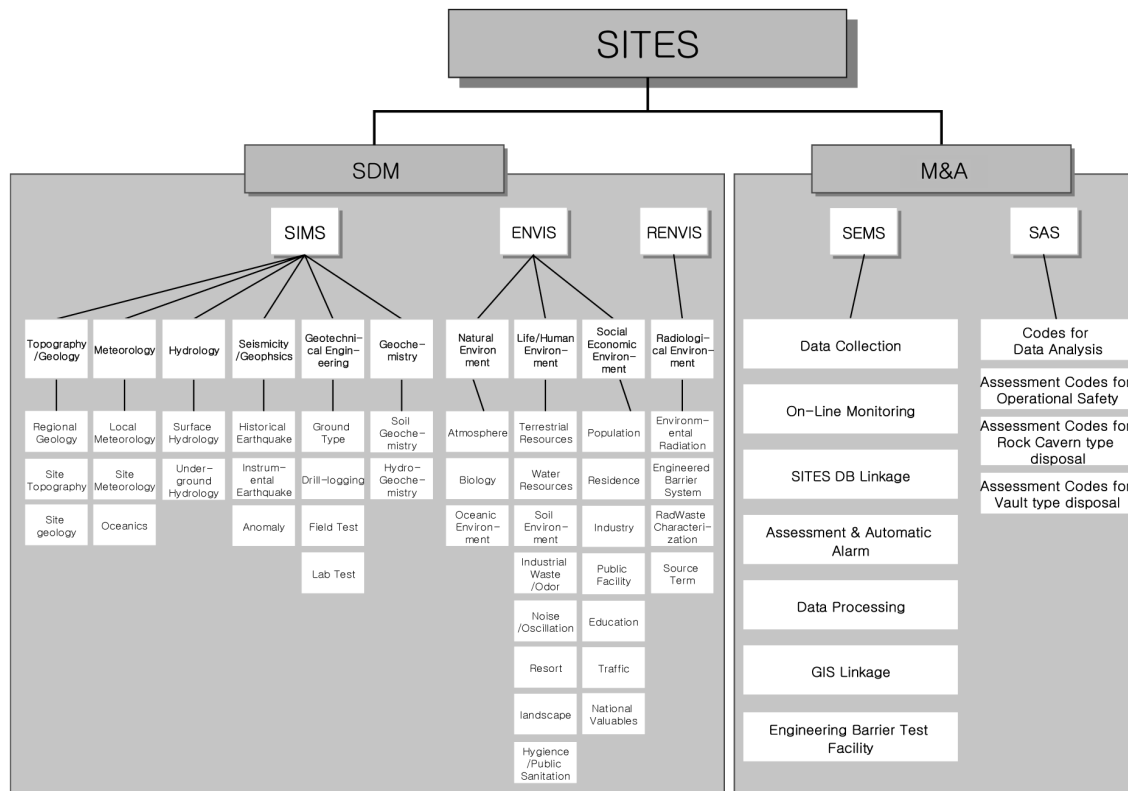 SITES
SDM
M&A
SIMS
ENVIS
RENVIS
SEMS
SAS
Topography
/Geology
Meteorology
Hydrology
Seismicity
/Geophsics
Geotechni-
cal Engin-
eering
Geoche-
mistry
Natural
Environ-
ment
Life/Human
Environ-
ment
Social
Economic
Environ-
ment
Radiologi-
cal Environ-
ment
Regional
Geology
Site
Topography
Site
geology
Local
Meteorology
Site
Meteorology
Oceanics
Surface
Hydrology
Under-
ground
Hydrology
Historical
Earthquake
Instrum-
ental
Earthquake
Anomaly
Ground
Type
Drill-logging
Field Test
Lab Test
Soil
Geoche-
mistry
Hydro-
Geoche-
mistry
Atmosphere
Biology
Oceanic
Environ-
ment
Terrestrial
Resources
Water
Resources
Soil
Environ-
ment
Industrial
Waste
/Odor
Noise
/Oscillation
Resort
landscape
Hygience
/Public
Sanitation
Population
Residence
Industry
Public
Facility
Education
Traffic
National
Valuables
Environm-
ental
Radiation
Engineered
Barrier
System
RadWaste
Characteri-
zation
Source
Term
Data Collection
On-Line Monitoring
SITES DB Linkage
Assessment & Automatic
Alarm
Data Processing
GIS Linkage
Engineering Barrier Test
Facility
Codes for
Data Analysis
Assessment Codes for
Operational Safety
Assessment Codes for
Rock Cavern type
disposal
Assessment Codes for
Vault type disposal